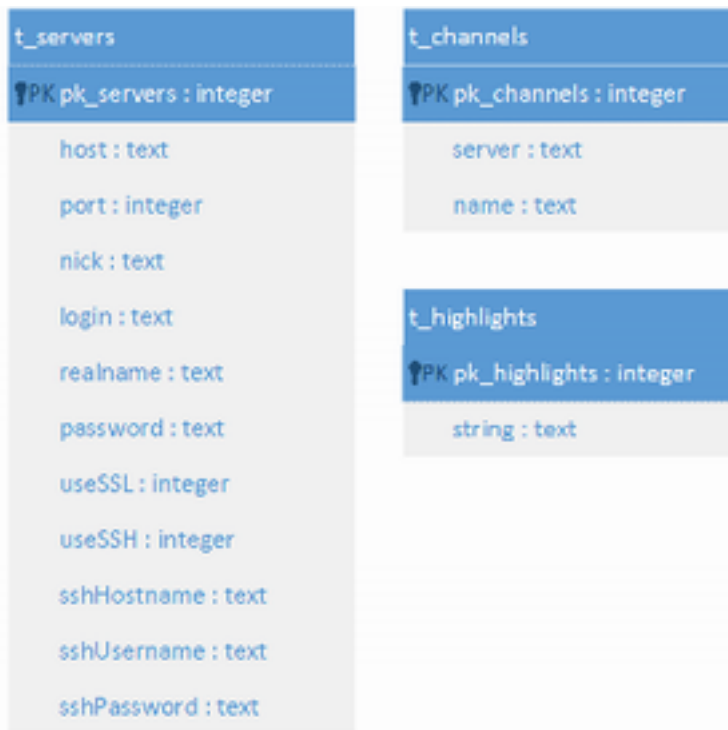 t_servers
PK pk_servers : integer
host : text
port : integer
nick : text
login : text
realname : text
password : text
useSSL : integer
useSSH : integer
sshHostname : text
sshUsername : text
sshPassword : text
t_channels
PK pk_channels : integer
server : text
name : text
t_highlights
PK pk_highlights : integer
string : text